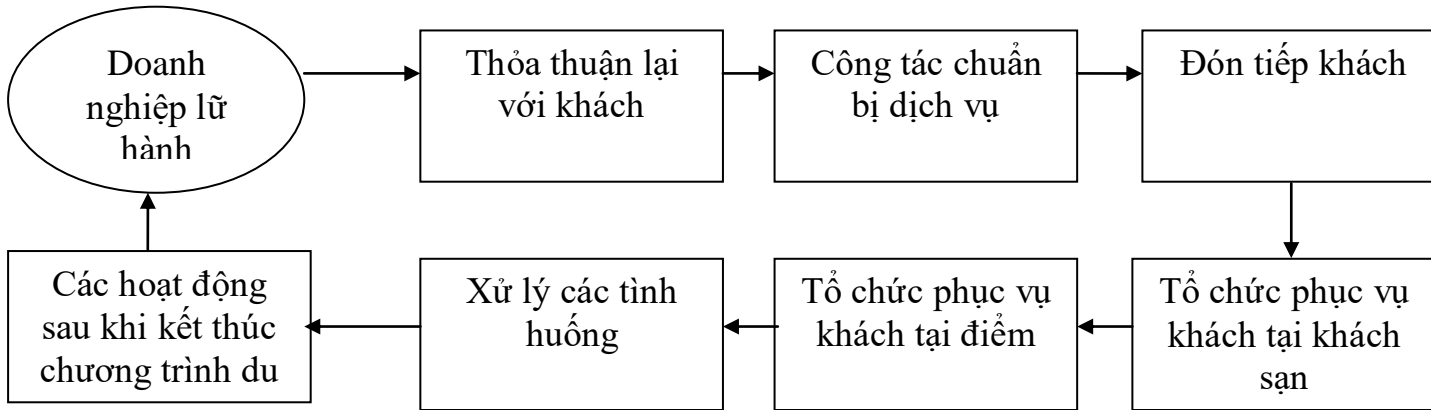 Doanh
nghiệp lữ
hành
Thỏa thuận lại
với khách
Công tác chuẩn
bị dịch vụ
Đón tiếp khách
Tổ chức phục vụ
khách tại khách
sạn
Tổ chức phục vụ
khách tại điểm
Xử lý các tình
huống
Các hoạt động
sau khi kết thúc
chương trình du